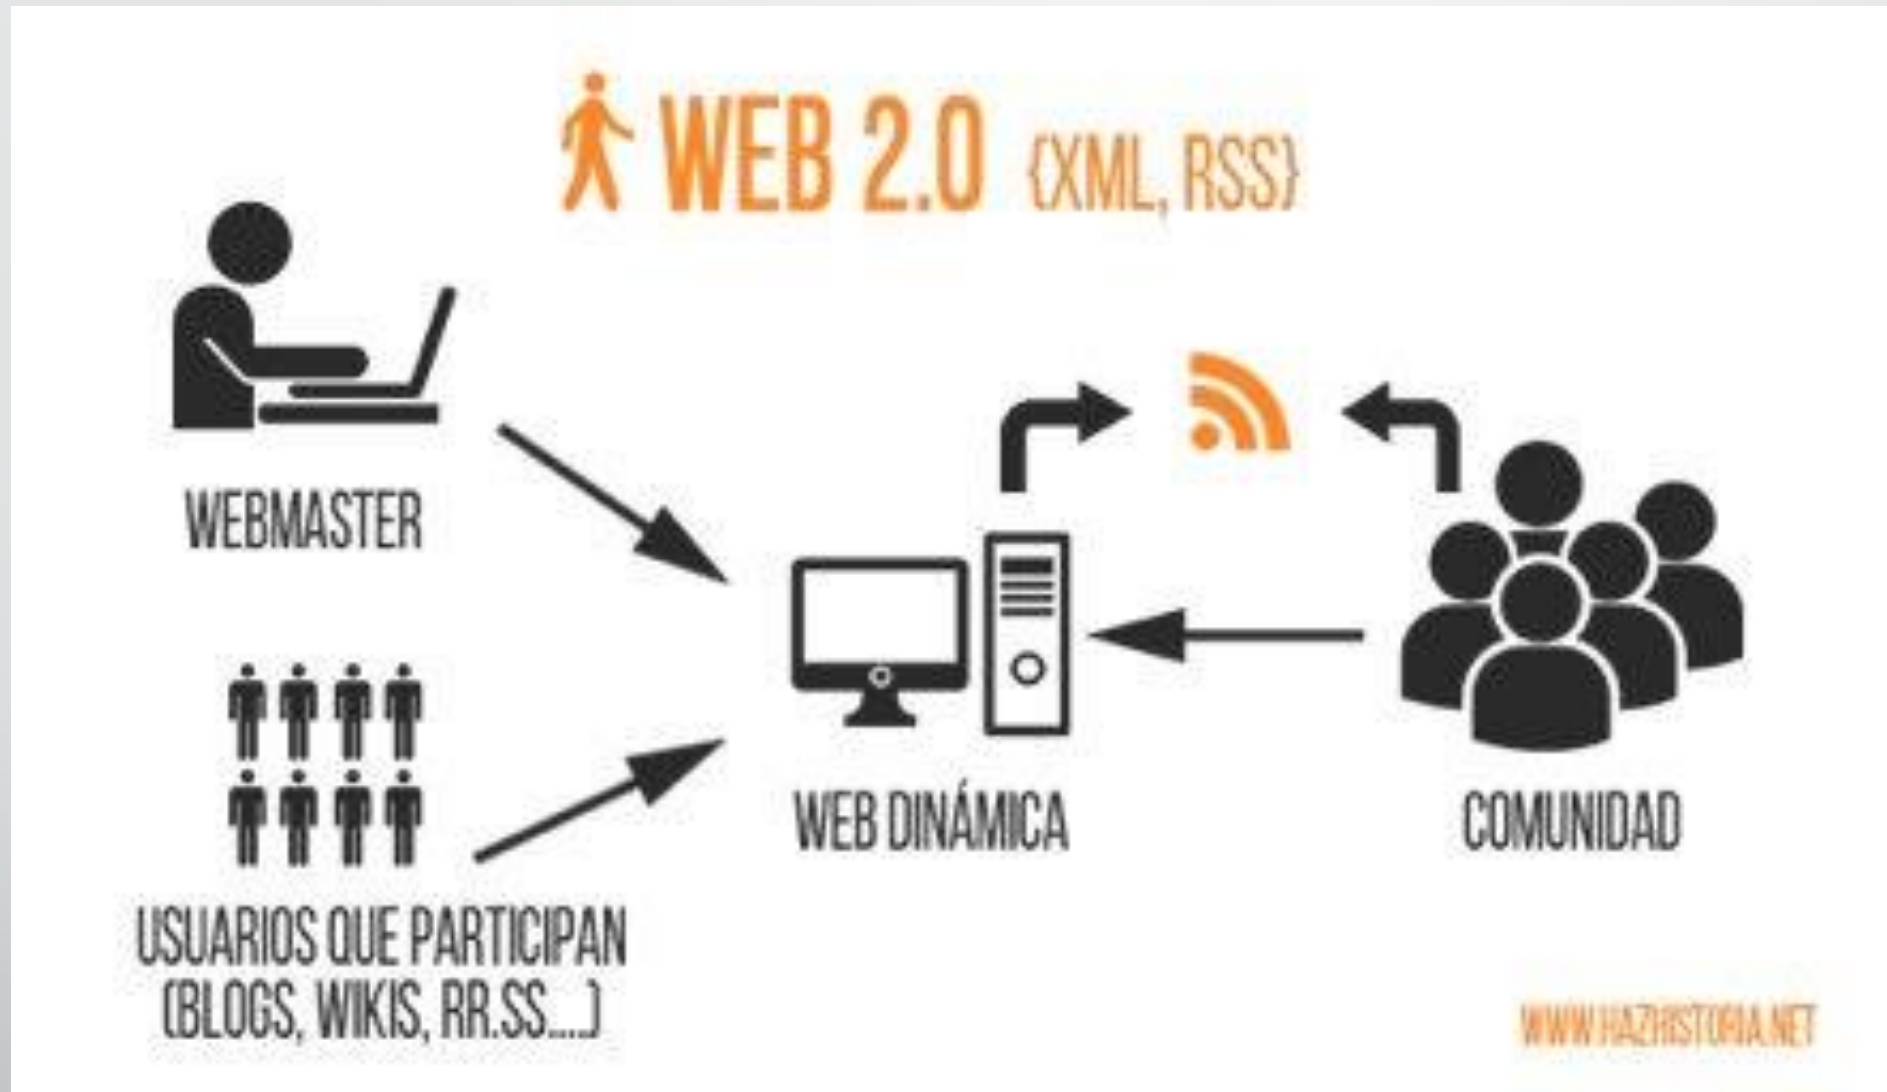 WEB 2.0 {XML, RSS}
WEBMASTER
WEB DINÁMICA
COMUNIDAD
USUARIOS QUE PARTICIPAN
(BLOGS, WIKIS, RR.SS....)
WWW.HAZHISTORIA.NET